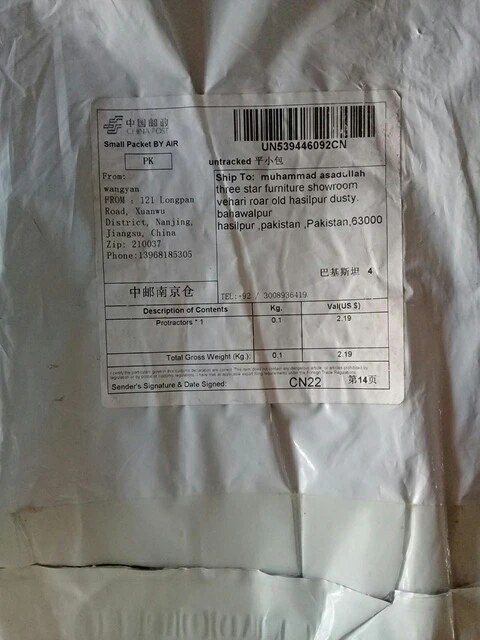 中国邮政
CHINA POST
Small Packet BY AIR
PK
UN539446092CN
untracked 平小包
From:
wangyan
FROM : 121 Longpan
Road, Xuanwu
District, Nanjing,
Jiangsu, China
Zip: 210037
Phone:13968185305
Ship To: muhammad asadullah
three star furniture showroom
vehari roar old hasilpur dusty.
bahawalpur
hasilpur ,pakistan ,Pakistan,63000
巴基斯坦 4
中邮南京仓
TEL:+92 / 3008936419
Description of Contents Kg. Val(US $)
Protractors * 1 0.1 2.19
Total Gross Weight (Kg.): 0.1 2.19
Sender's Signature & Date Signed: CN22 第14页